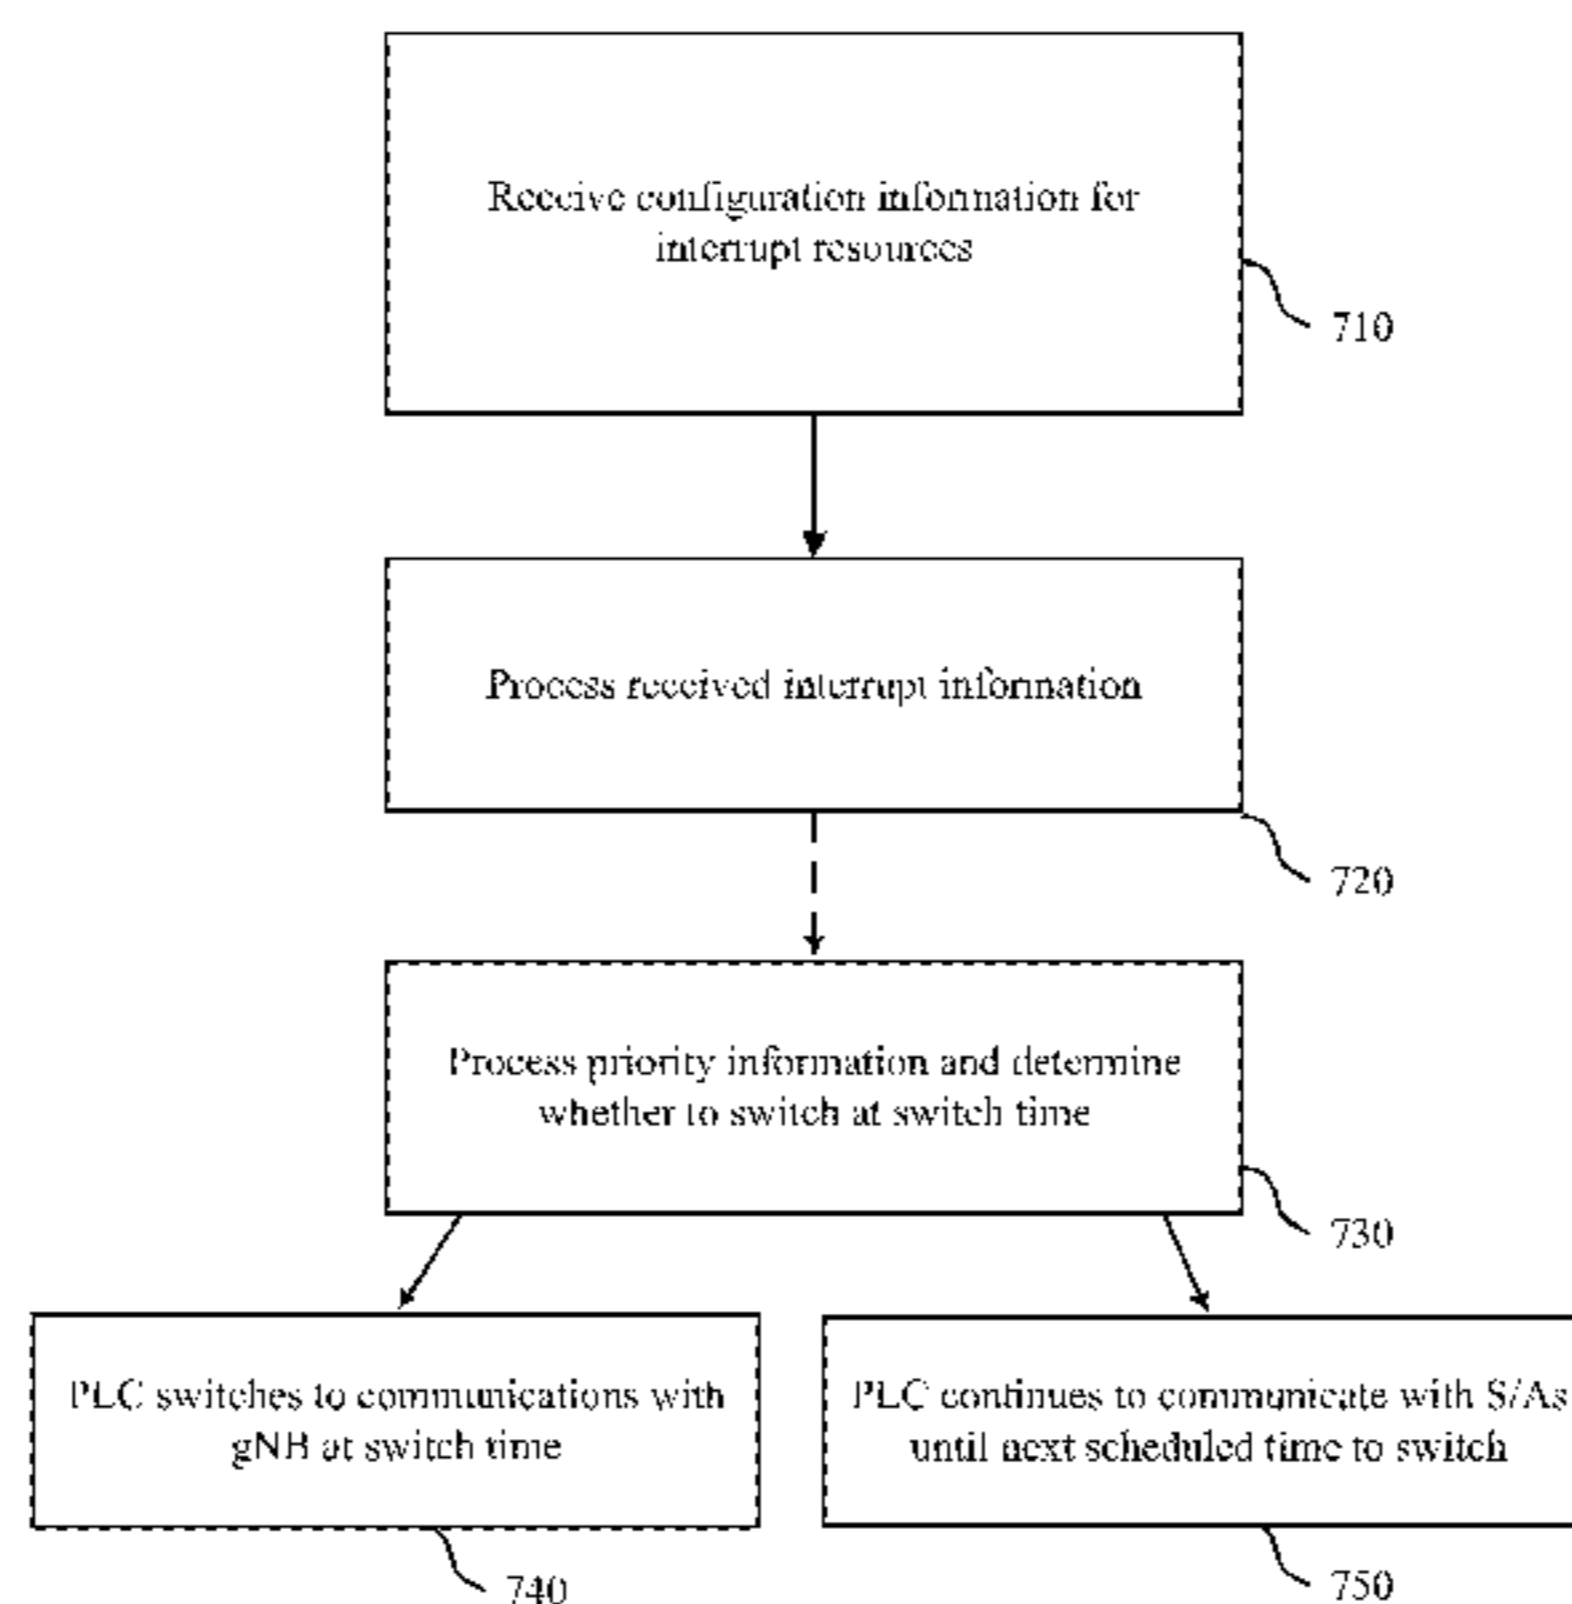 Receive configuration information for
interrupt resources
710
Process received interrupt information
720
Process priority information and determine
whether to switch at switch time
730
PLC switches to communications with
gNB at switch time
740
PLC continues to communicate with S/As
until next scheduled time to switch
750